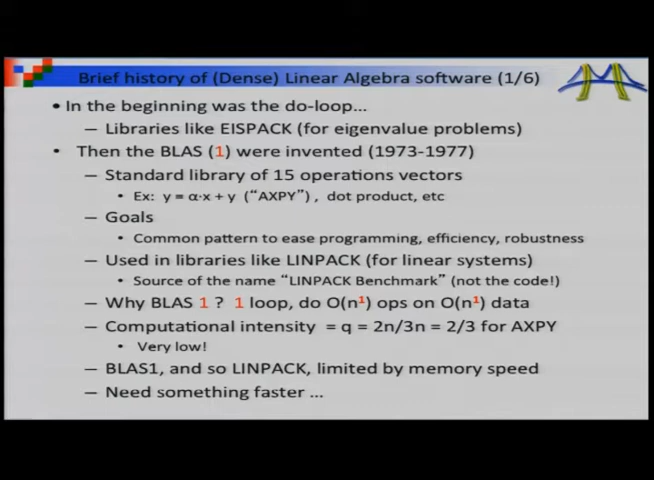 Brief history of (Dense) Linear Algebra software (1/6)
• In the beginning was the do-loop…
– Libraries like EISPACK (for eigenvalue problems)
• Then the BLAS (1) were invented (1973-1977)
– Standard library of 15 operations vectors
• Ex: y = α·x + y ("AXPY") , dot product, etc
– Goals
• Common pattern to ease programming, efficiency, robustness
– Used in libraries like LINPACK (for linear systems)
• Source of the name "LINPACK Benchmark" (not the code!)
– Why BLAS 1 ? 1 loop, do O(n¹) ops on O(n¹) data
– Computational intensity = q = 2n/3n = 2/3 for AXPY
• Very low!
– BLAS1, and so LINPACK, limited by memory speed
– Need something faster …